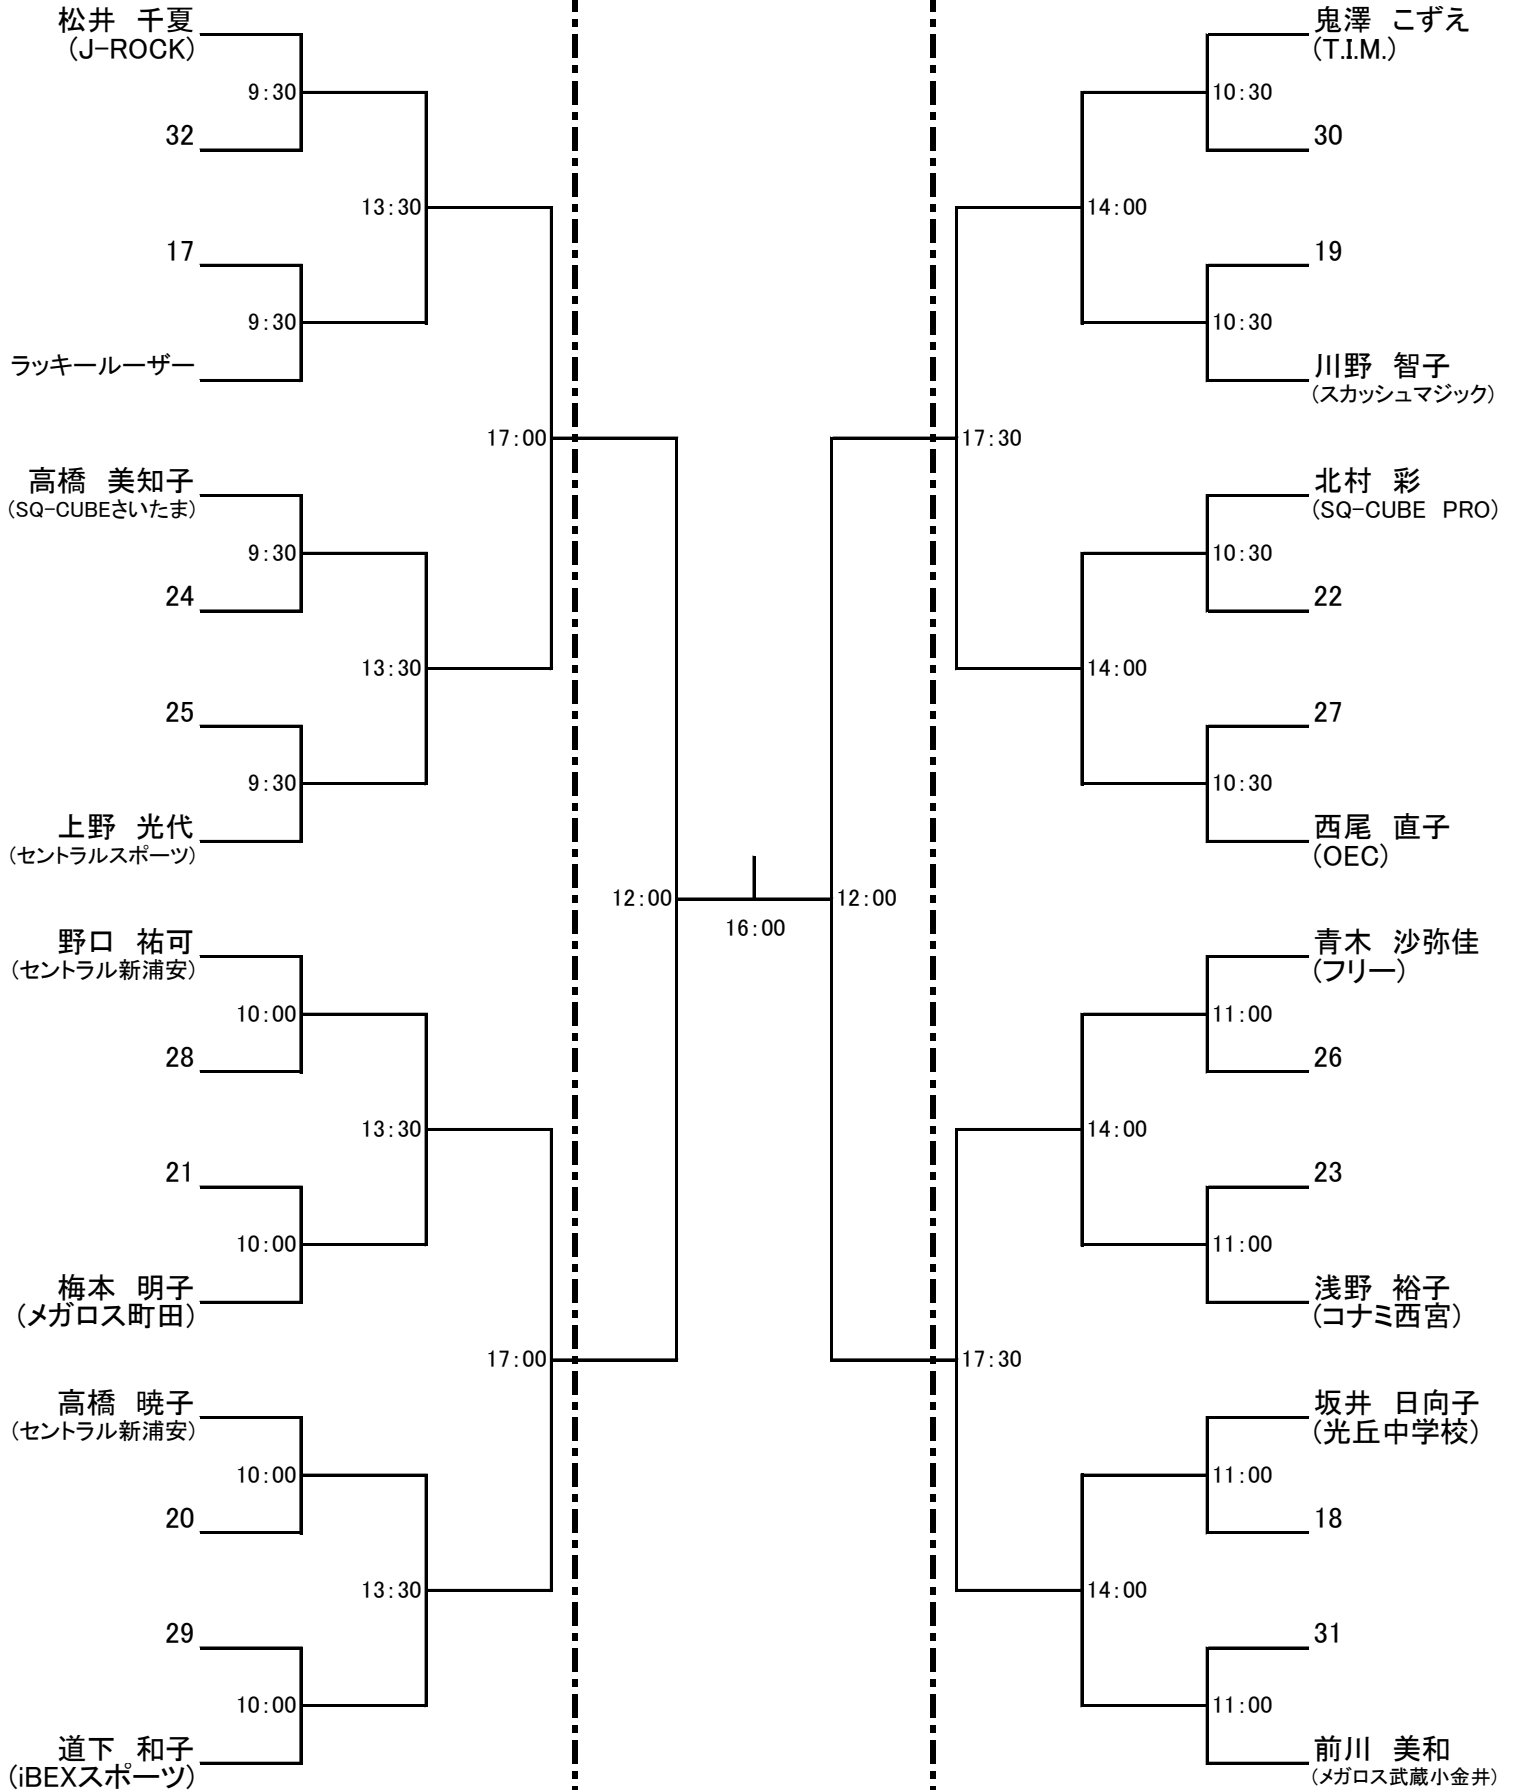 松井　千夏
(J-ROCK)
9:30
32
13:30
17
9:30
ラッキールーザー
17:00
高橋　美知子
(SQ-CUBEさいたま)
9:30
24
13:30
25
9:30
上野　光代
(セントラルスポーツ)
12:00
野口　祐可
(セントラル新浦安)
10:00
28
13:30
21
10:00
梅本　明子
(メガロス町田)
17:00
高橋　暁子
(セントラル新浦安)
10:00
20
13:30
29
10:00
道下　和子
(iBEXスポーツ)
16:00
鬼澤　こずえ
(T.I.M.)
10:30
30
14:00
19
10:30
川野　智子
(スカッシュマジック)
17:30
北村　彩
(SQ-CUBE　PRO)
10:30
22
14:00
27
10:30
西尾　直子
(OEC)
12:00
青木　沙弥佳
(フリー)
11:00
26
14:00
23
11:00
浅野　裕子
(コナミ西宮)
17:30
坂井　日向子
(光丘中学校)
11:00
18
14:00
31
11:00
前川　美和
(メガロス武蔵小金井)